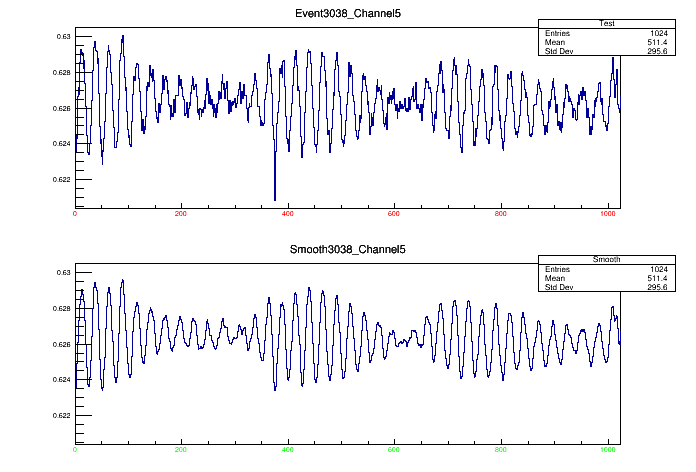 Event3038_Channel5
Test
Entries 1024
Mean 511.4
Std Dev 295.6
0.63
0.628
0.626
0.624
0.622
0 200 400 600 800 1000
Smooth3038_Channel5
Smooth
Entries 1024
Mean 511.4
Std Dev 295.6
0.63
0.628
0.626
0.624
0.622
0 200 400 600 800 1000